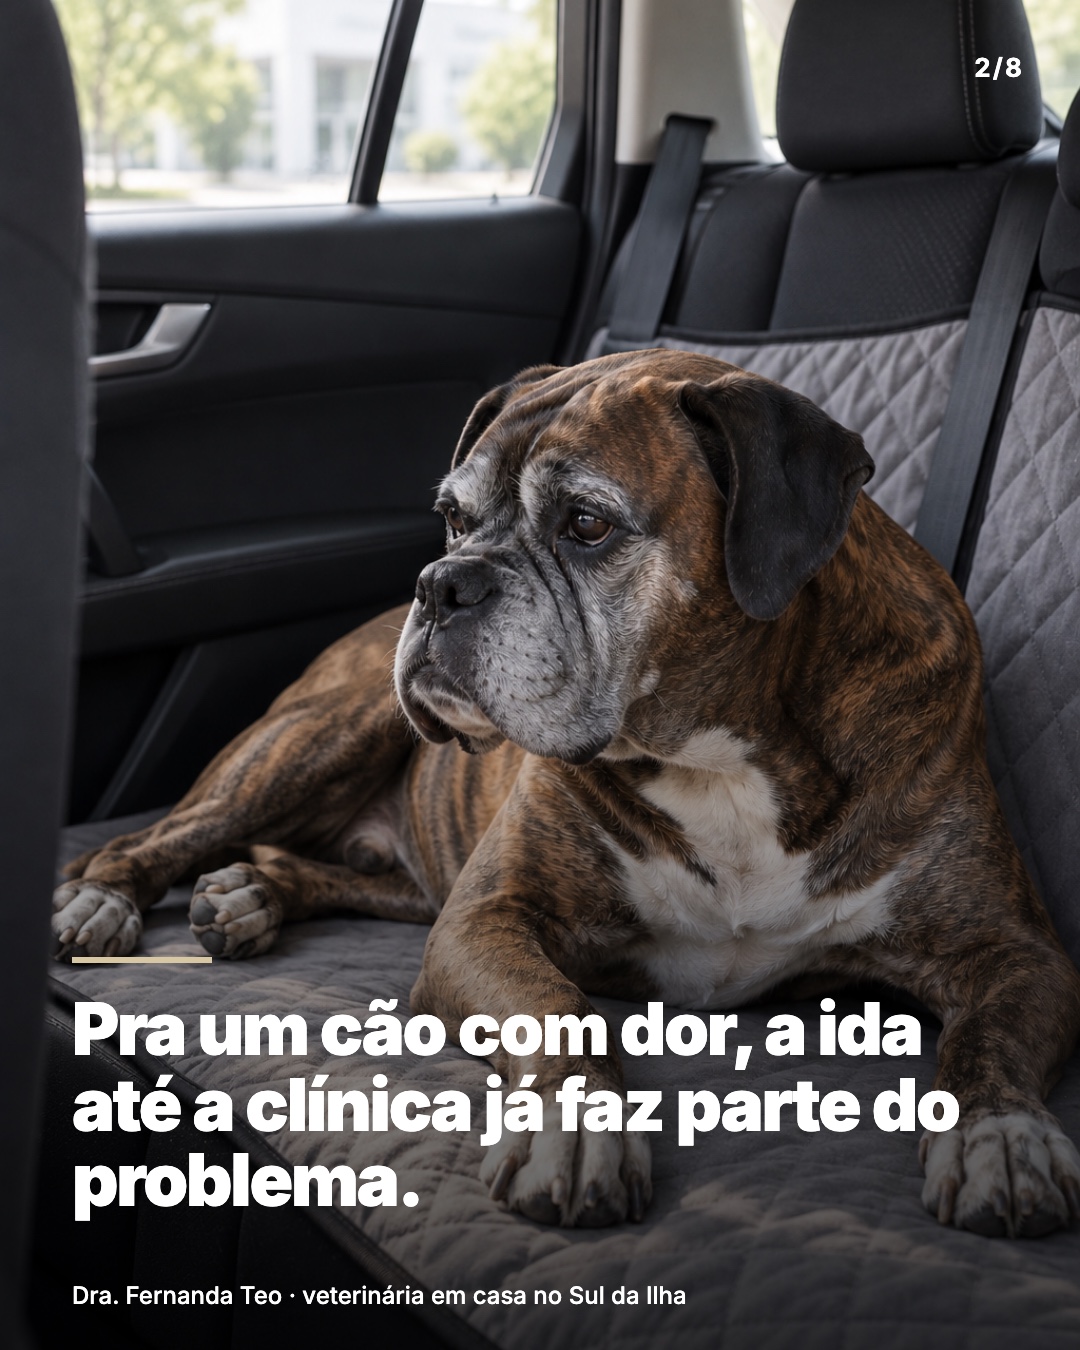 2/8
Pra um cão com dor, a ida
até a clínica já faz parte do
problema.
Dra. Fernanda Teo · veterinária em casa no Sul da Ilha